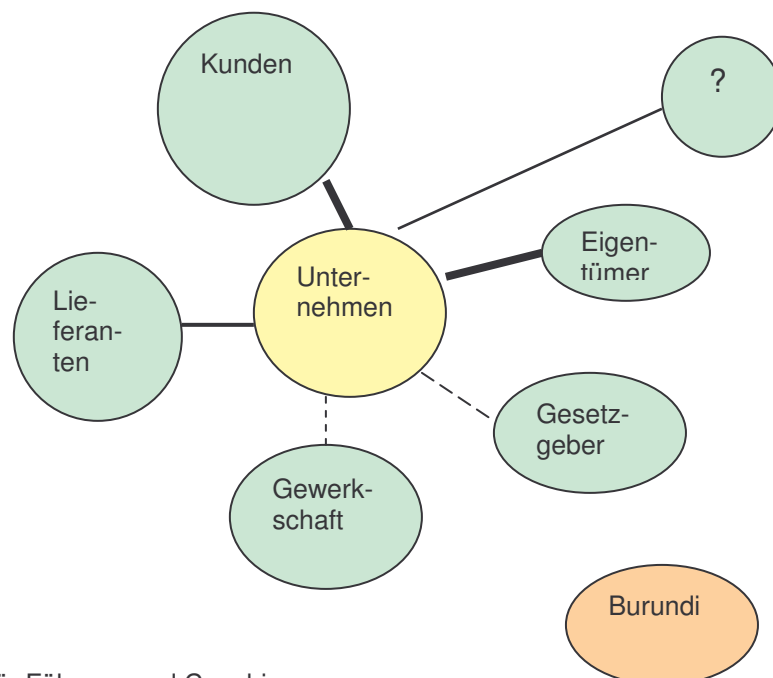 Kunden
?
Unter-
nehmen
Eigen-
tümer
Lie-
feran-
ten
Gesetz-
geber
Gewerk-
schaft
Burundi